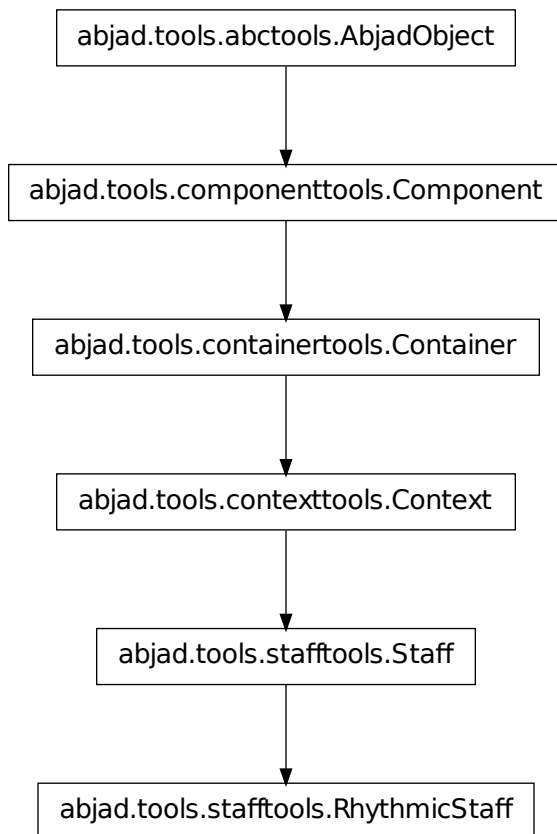 abjad.tools.abctools.AbjadObject
abjad.tools.componenttools.Component
abjad.tools.containertools.Container
abjad.tools.contexttools.Context
abjad.tools.stafftools.Staff
abjad.tools.stafftools.RhythmicStaff